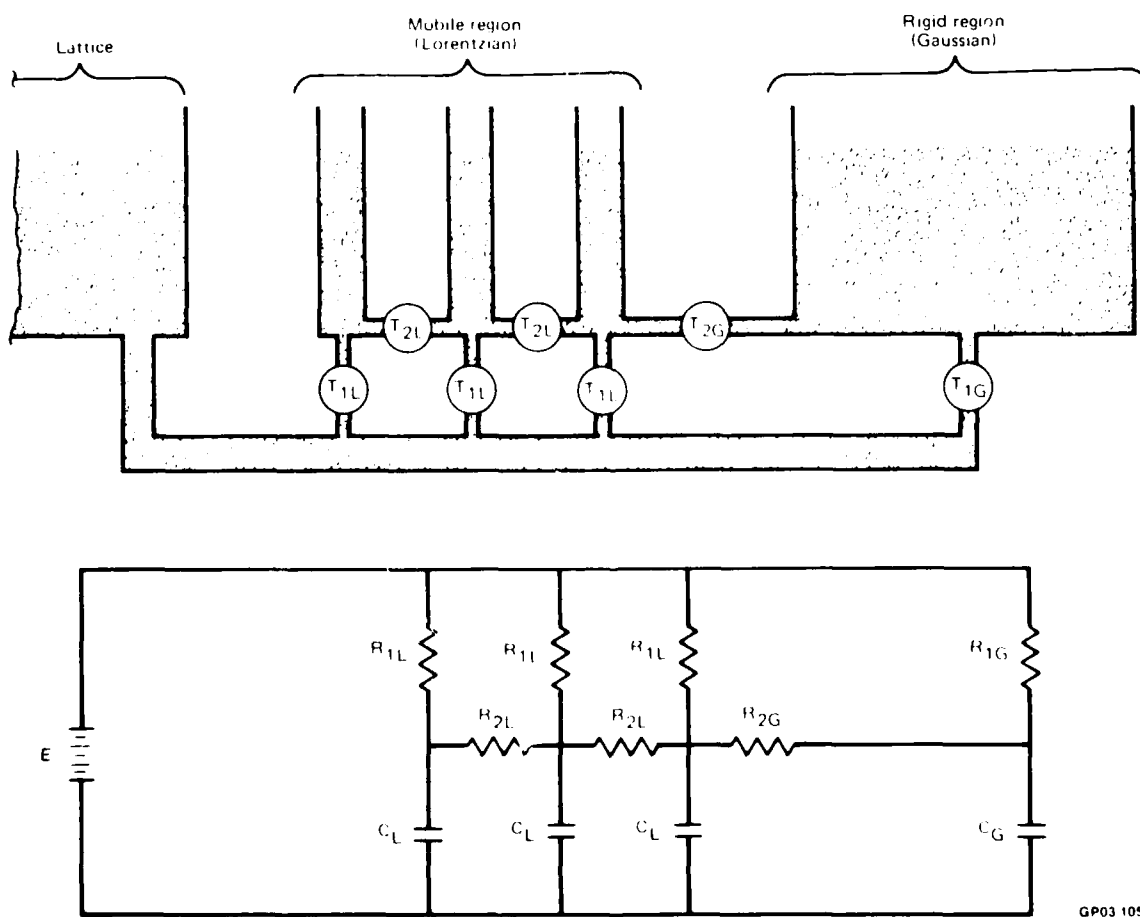 Lattice
Mobile region
(Lorentzian)
Rigid region
(Gaussian)
T2L T2L T2G
T1L T1L T1L T1G
R1L R1L R1L R1G
R2L R2L R2G
E
CL CL CL CG
GP03 105